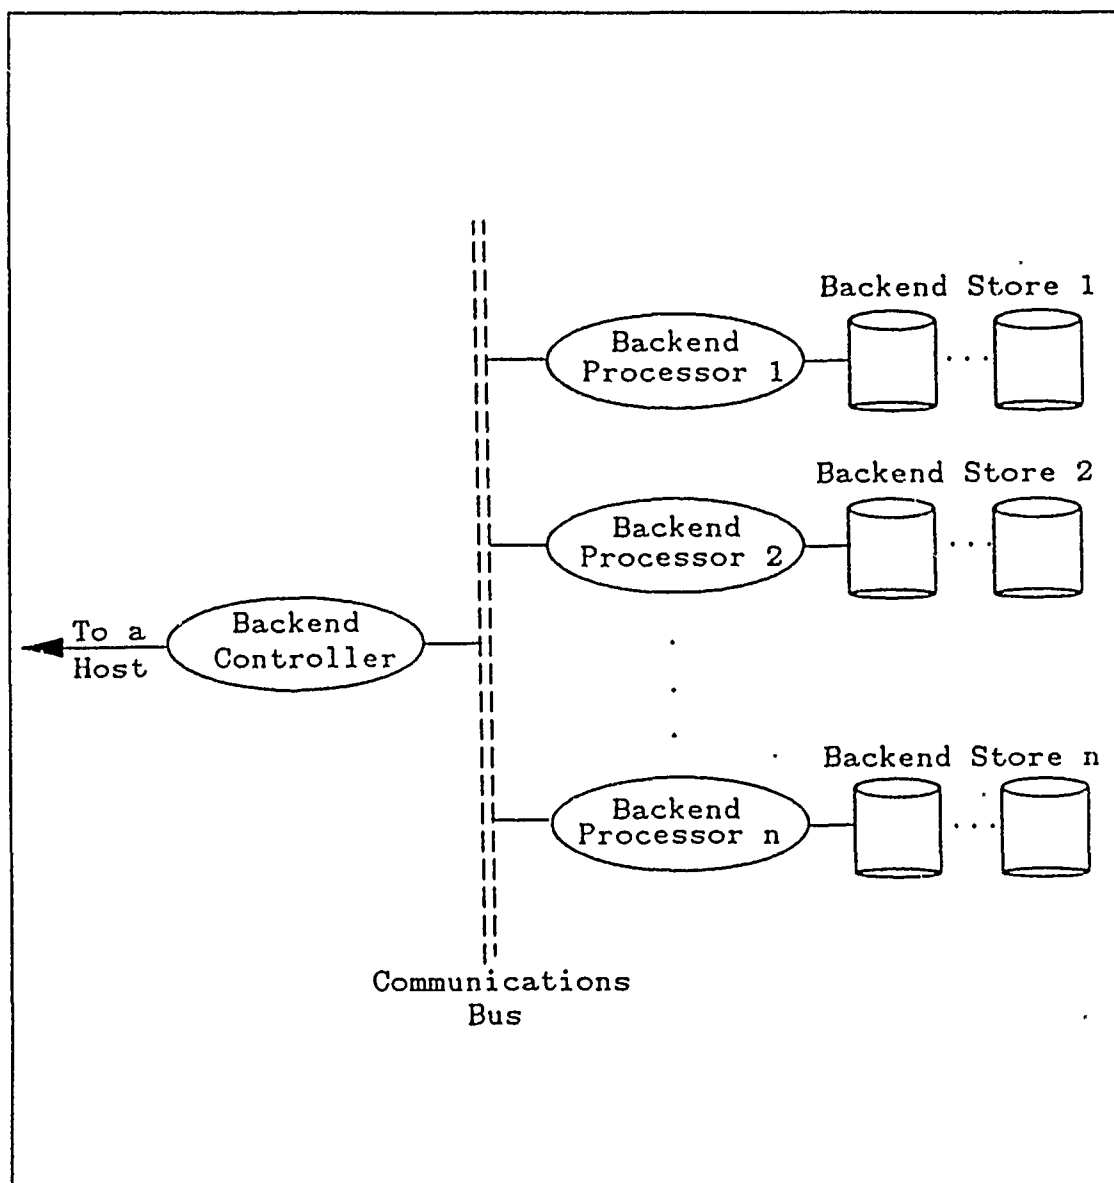 Backend Store 1
Backend
Processor 1
Backend Store 2
Backend
Processor 2
To a
Host
Backend
Controller
Backend Store n
Backend
Processor n
Communications
Bus